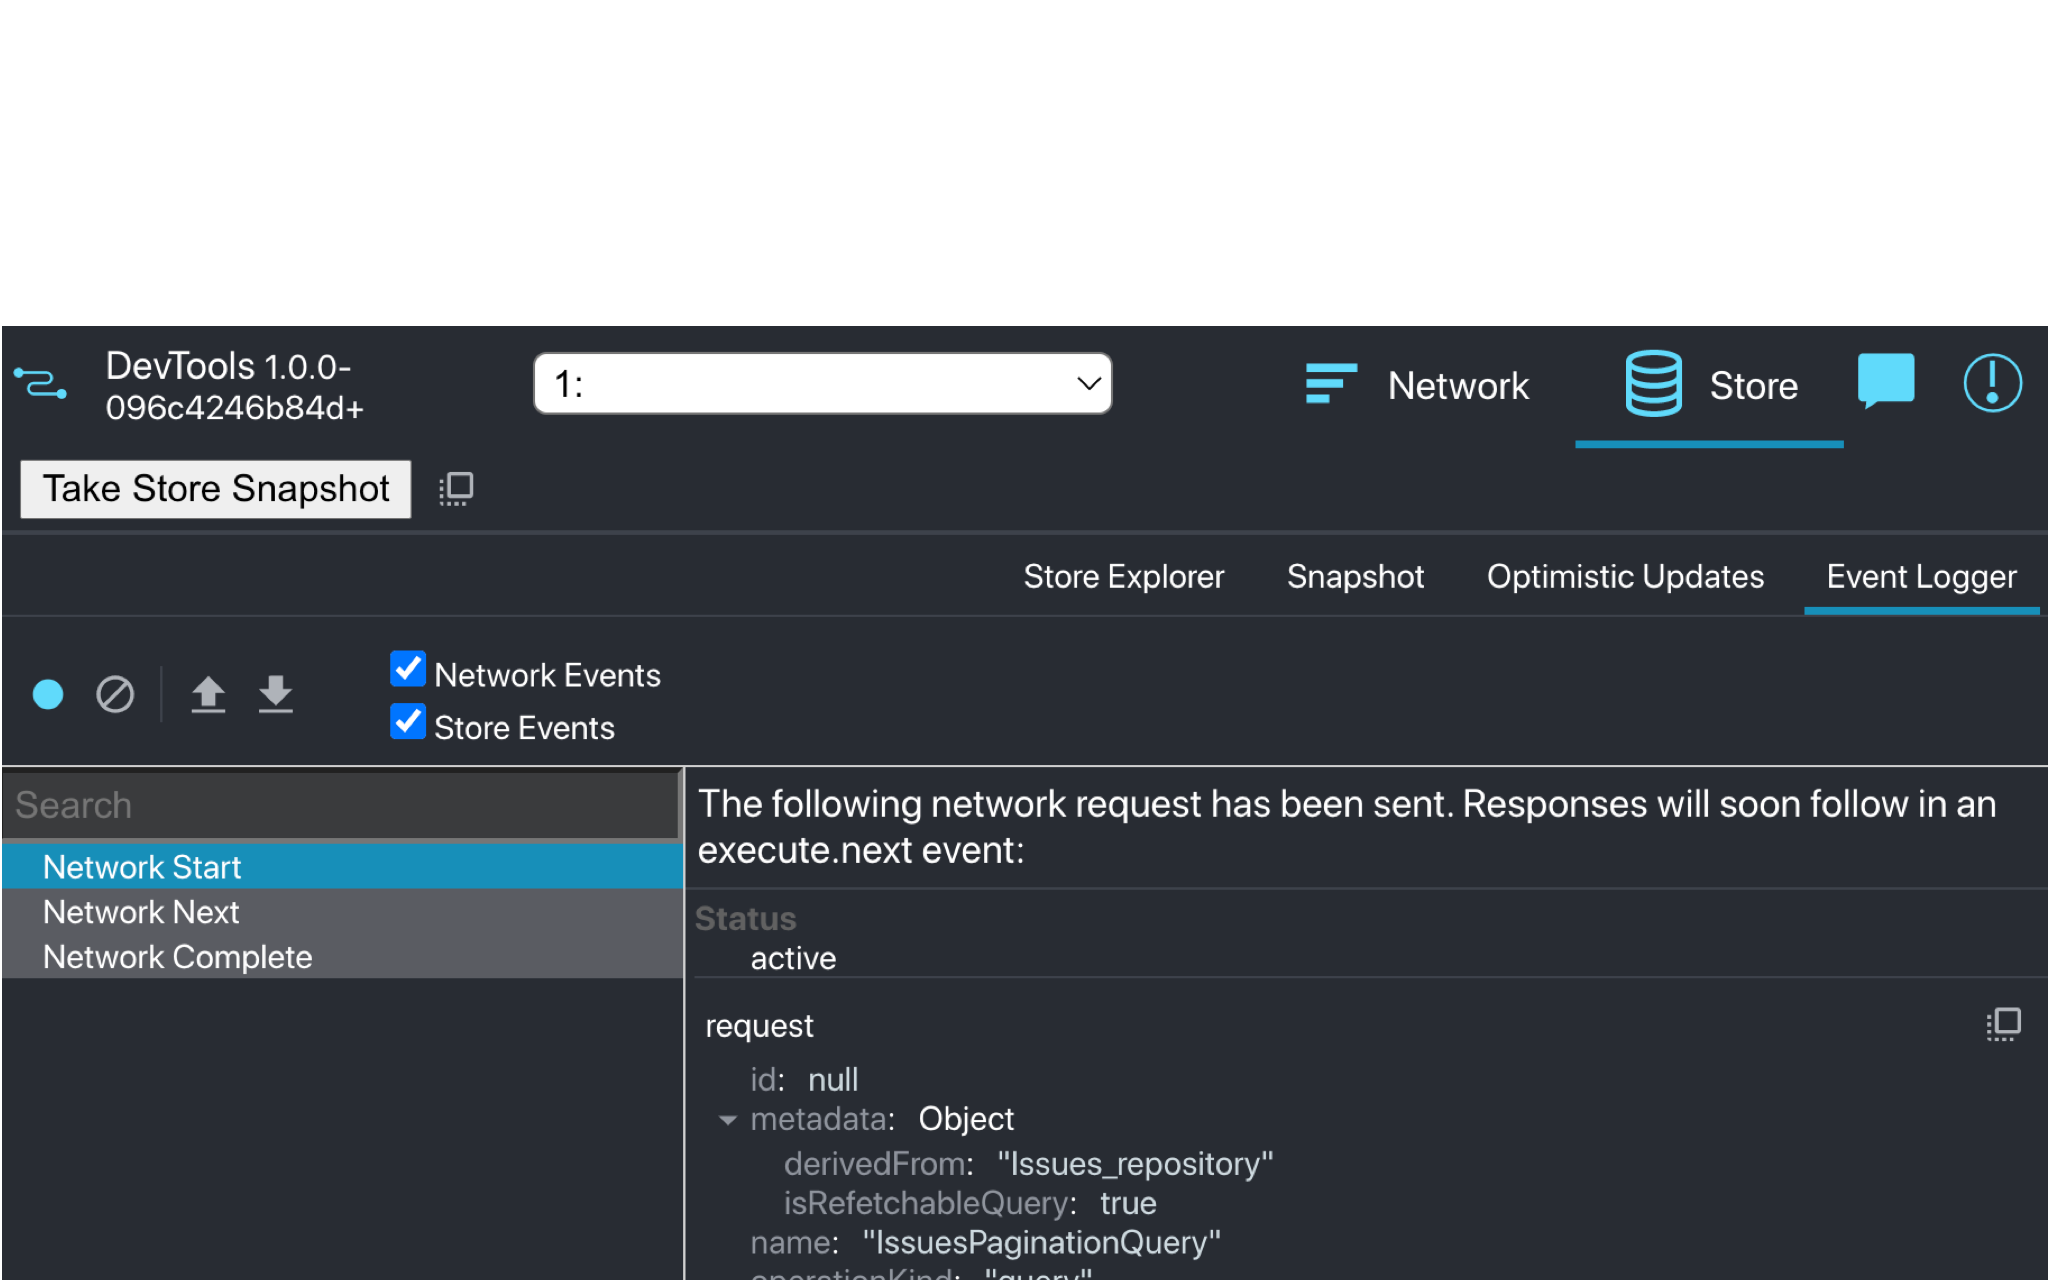 DevTools 1.0.0-
096c4246b84d+
1:
Network
Store
Take Store Snapshot
Store Explorer
Snapshot
Optimistic Updates
Event Logger
Network Events
Store Events
Search
Network Start
Network Next
Network Complete
The following network request has been sent. Responses will soon follow in an
execute.next event:
Status
active
request
id: null
metadata: Object
derivedFrom: "Issues_repository"
isRefetchableQuery: true
name: "IssuesPaginationQuery"
operationKind: "query"